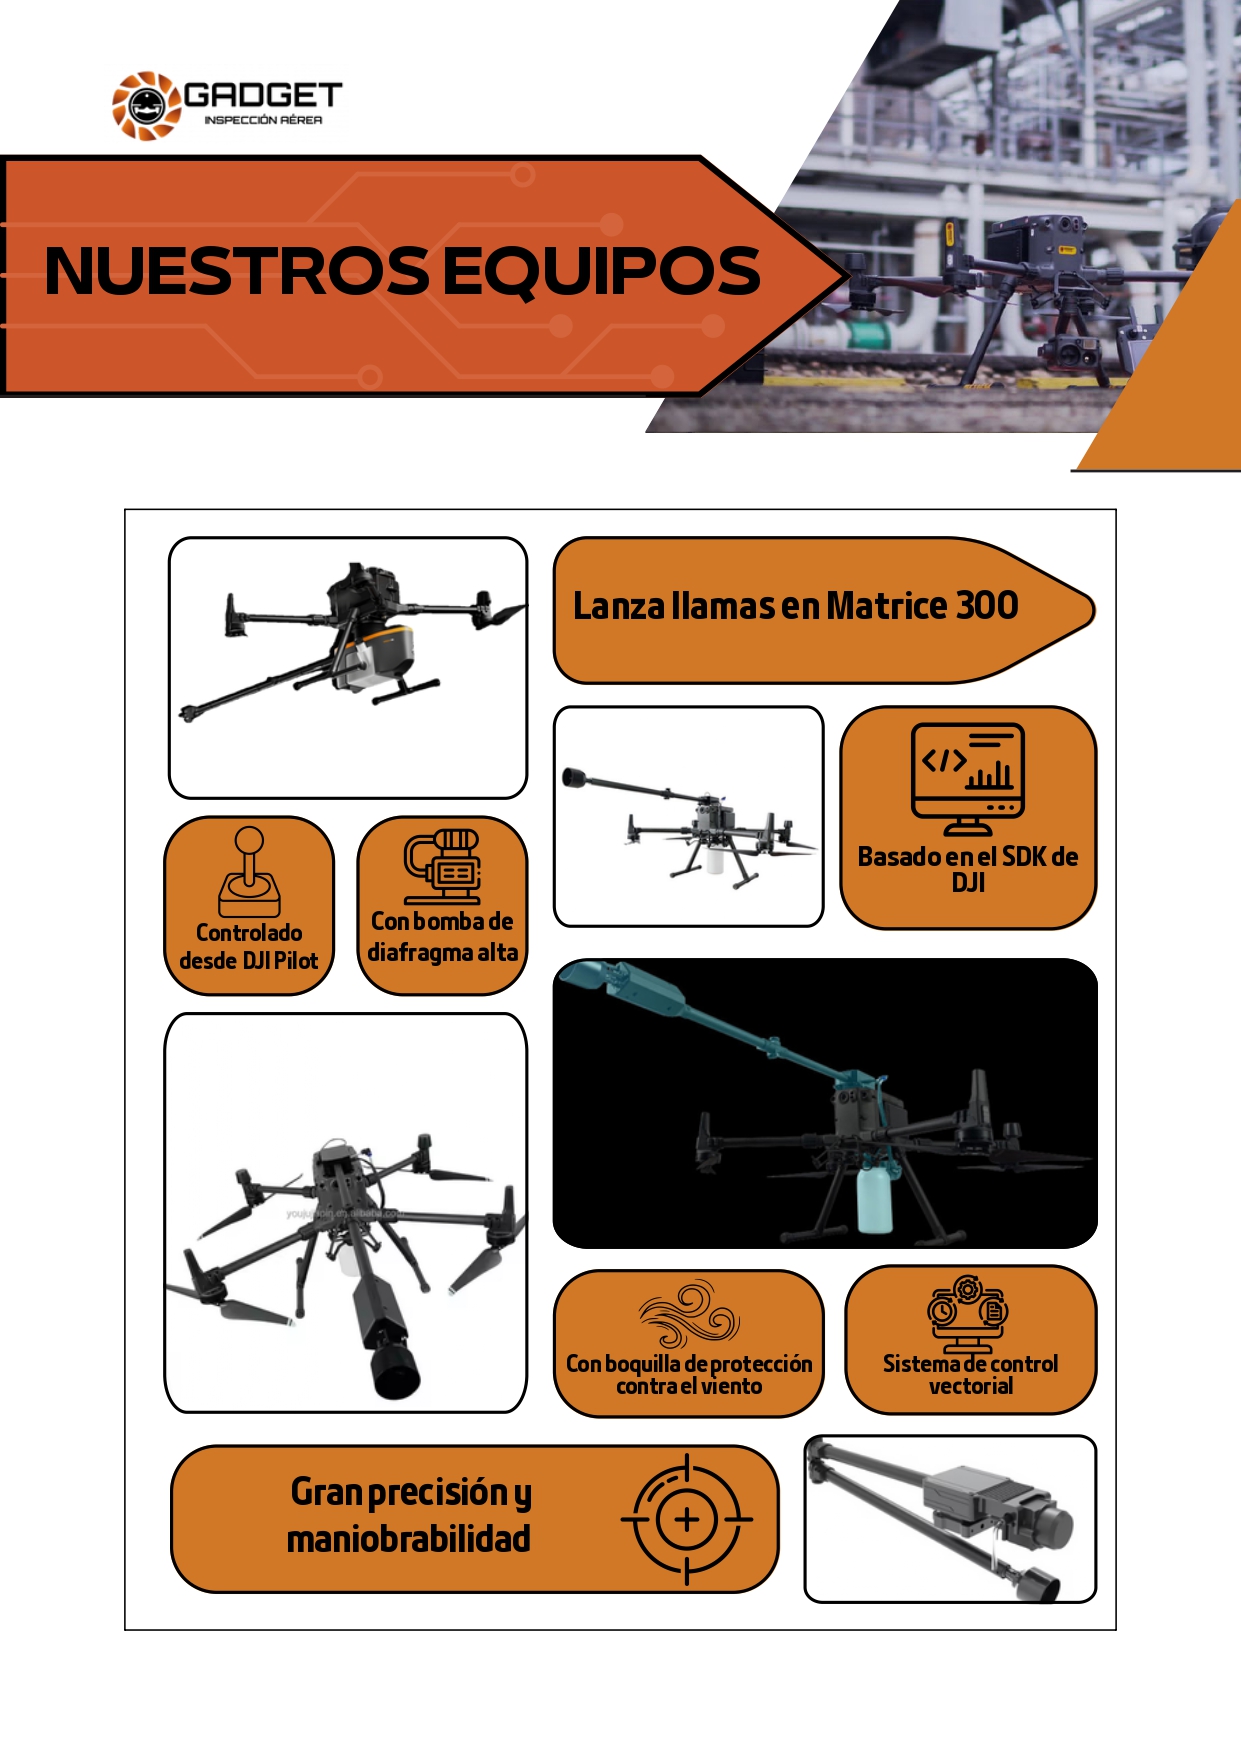 GADGET
INSPECCIÓN AÉREA
NUESTROS EQUIPOS
Lanza llamas en Matrice 300
</>
Basado en el SDK de
DJI
Controlado
desde DJI Pilot
Con bomba de
diafragma alta
Con boquilla de protección
contra el viento
Sistema de control
vectorial
Gran precisión y
maniobrabilidad